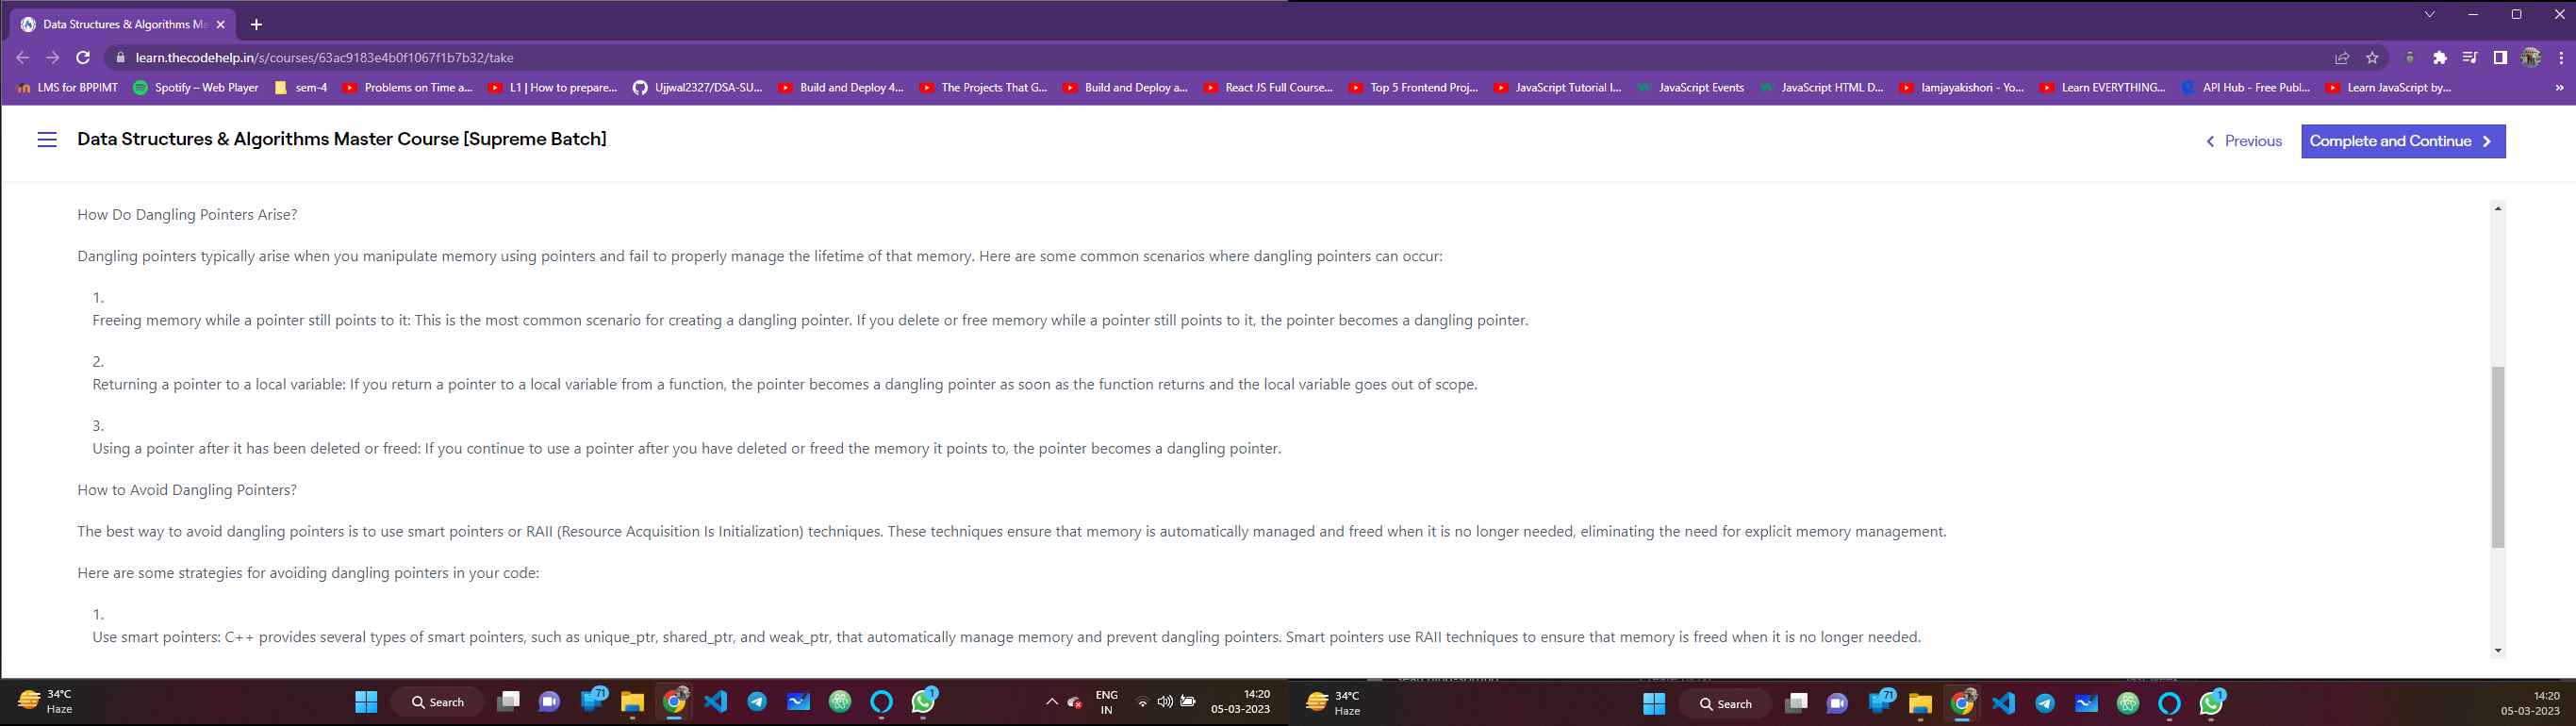 Data Structures & Algorithms Ma
learn.thecodehelp.in/s/courses/63ac9183e4b0f1067f1b7b32/take
LMS for BPPIMT
Spotify – Web Player
sem-4
Problems on Time a...
L1 | How to prepare...
Ujjwal2327/DSA-SU...
Build and Deploy 4...
The Projects That G...
Build and Deploy a...
React JS Full Course...
Top 5 Frontend Proj...
JavaScript Tutorial I...
JavaScript Events
JavaScript HTML D...
Iamjayakishori - Yo...
Learn EVERYTHING...
API Hub - Free Publ...
Learn JavaScript by...
Data Structures & Algorithms Master Course [Supreme Batch]
Previous
Complete and Continue
How Do Dangling Pointers Arise?
Dangling pointers typically arise when you manipulate memory using pointers and fail to properly manage the lifetime of that memory. Here are some common scenarios where dangling pointers can occur:
1.
Freeing memory while a pointer still points to it: This is the most common scenario for creating a dangling pointer. If you delete or free memory while a pointer still points to it, the pointer becomes a dangling pointer.
2.
Returning a pointer to a local variable: If you return a pointer to a local variable from a function, the pointer becomes a dangling pointer as soon as the function returns and the local variable goes out of scope.
3.
Using a pointer after it has been deleted or freed: If you continue to use a pointer after you have deleted or freed the memory it points to, the pointer becomes a dangling pointer.
How to Avoid Dangling Pointers?
The best way to avoid dangling pointers is to use smart pointers or RAII (Resource Acquisition Is Initialization) techniques. These techniques ensure that memory is automatically managed and freed when it is no longer needed, eliminating the need for explicit memory management.
Here are some strategies for avoiding dangling pointers in your code:
1.
Use smart pointers: C++ provides several types of smart pointers, such as unique_ptr, shared_ptr, and weak_ptr, that automatically manage memory and prevent dangling pointers. Smart pointers use RAII techniques to ensure that memory is freed when it is no longer needed.
34°C
Haze
Search
71
1
ENG
IN
14:20
05-03-2023
34°C
Haze
Search
71
1
14:20
05-03-2023